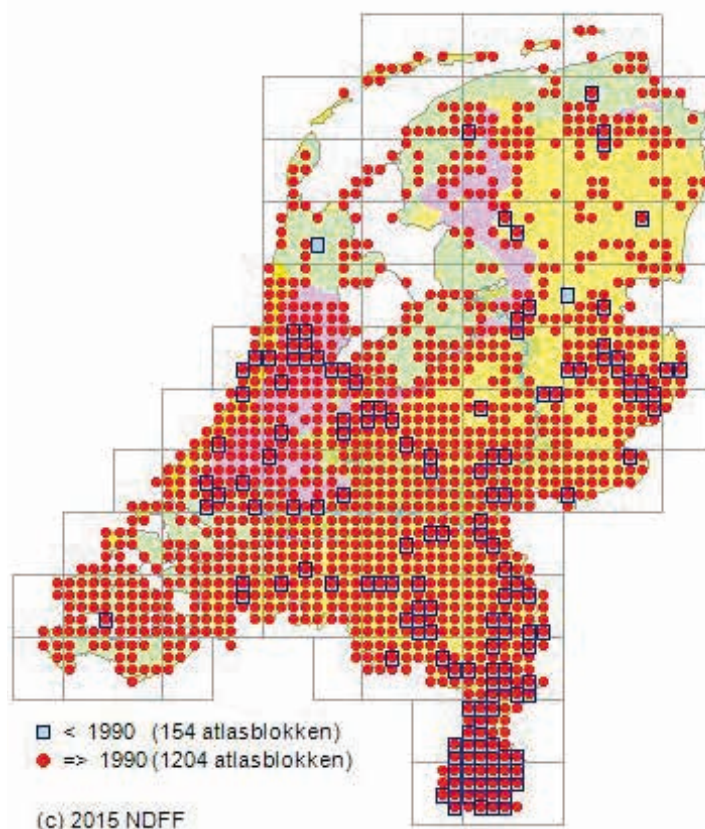 < 1990 (154 atlasblokken)
=> 1990 (1204 atlasblokken)
(c) 2015 NDFF